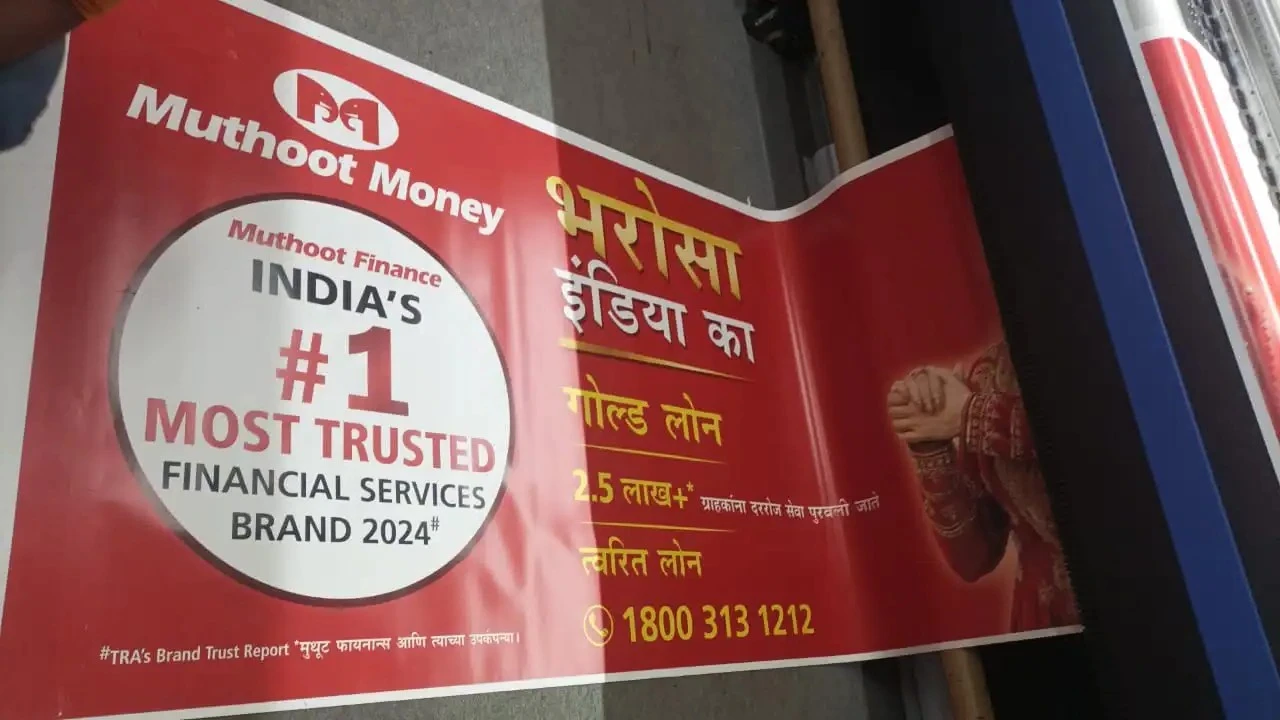 Muthoot Money
Muthoot Finance
INDIA'S
#1
MOST TRUSTED
FINANCIAL SERVICES
BRAND 2024#
#TRA's Brand Trust Report *मुथूट फायनान्स आणि त्याच्या उपकंपन्या।
भरोसा
इंडिया का
गोल्ड लोन
2.5 लाख+* ग्राहकांना दररोज सेवा पुरवली जाते
त्वरित लोन
1800 313 1212